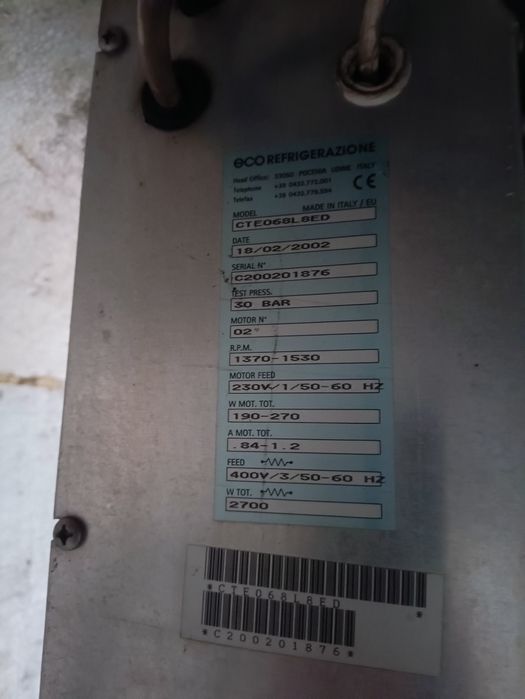 eco REFRIGERAZIONE
Head Office: 33050 POCENIA UDINE ITALY
Telephone +39 0432.772.001
Telefax +39 0432.779.594
CE
MODEL MADE IN ITALY / EU
CTE068L8ED
DATE
18/02/2002
SERIAL N°
C200201876
TEST PRESS.
30 BAR
MOTOR N°
02
R.P.M.
1370-1530
MOTOR FEED
230V/1/50-60 HZ
W MOT. TOT.
190-270
A MOT. TOT.
.84-1.2
FEED
400V/3/50-60 HZ
W TOT.
2700
*CTE068L8ED*
*C200201876*